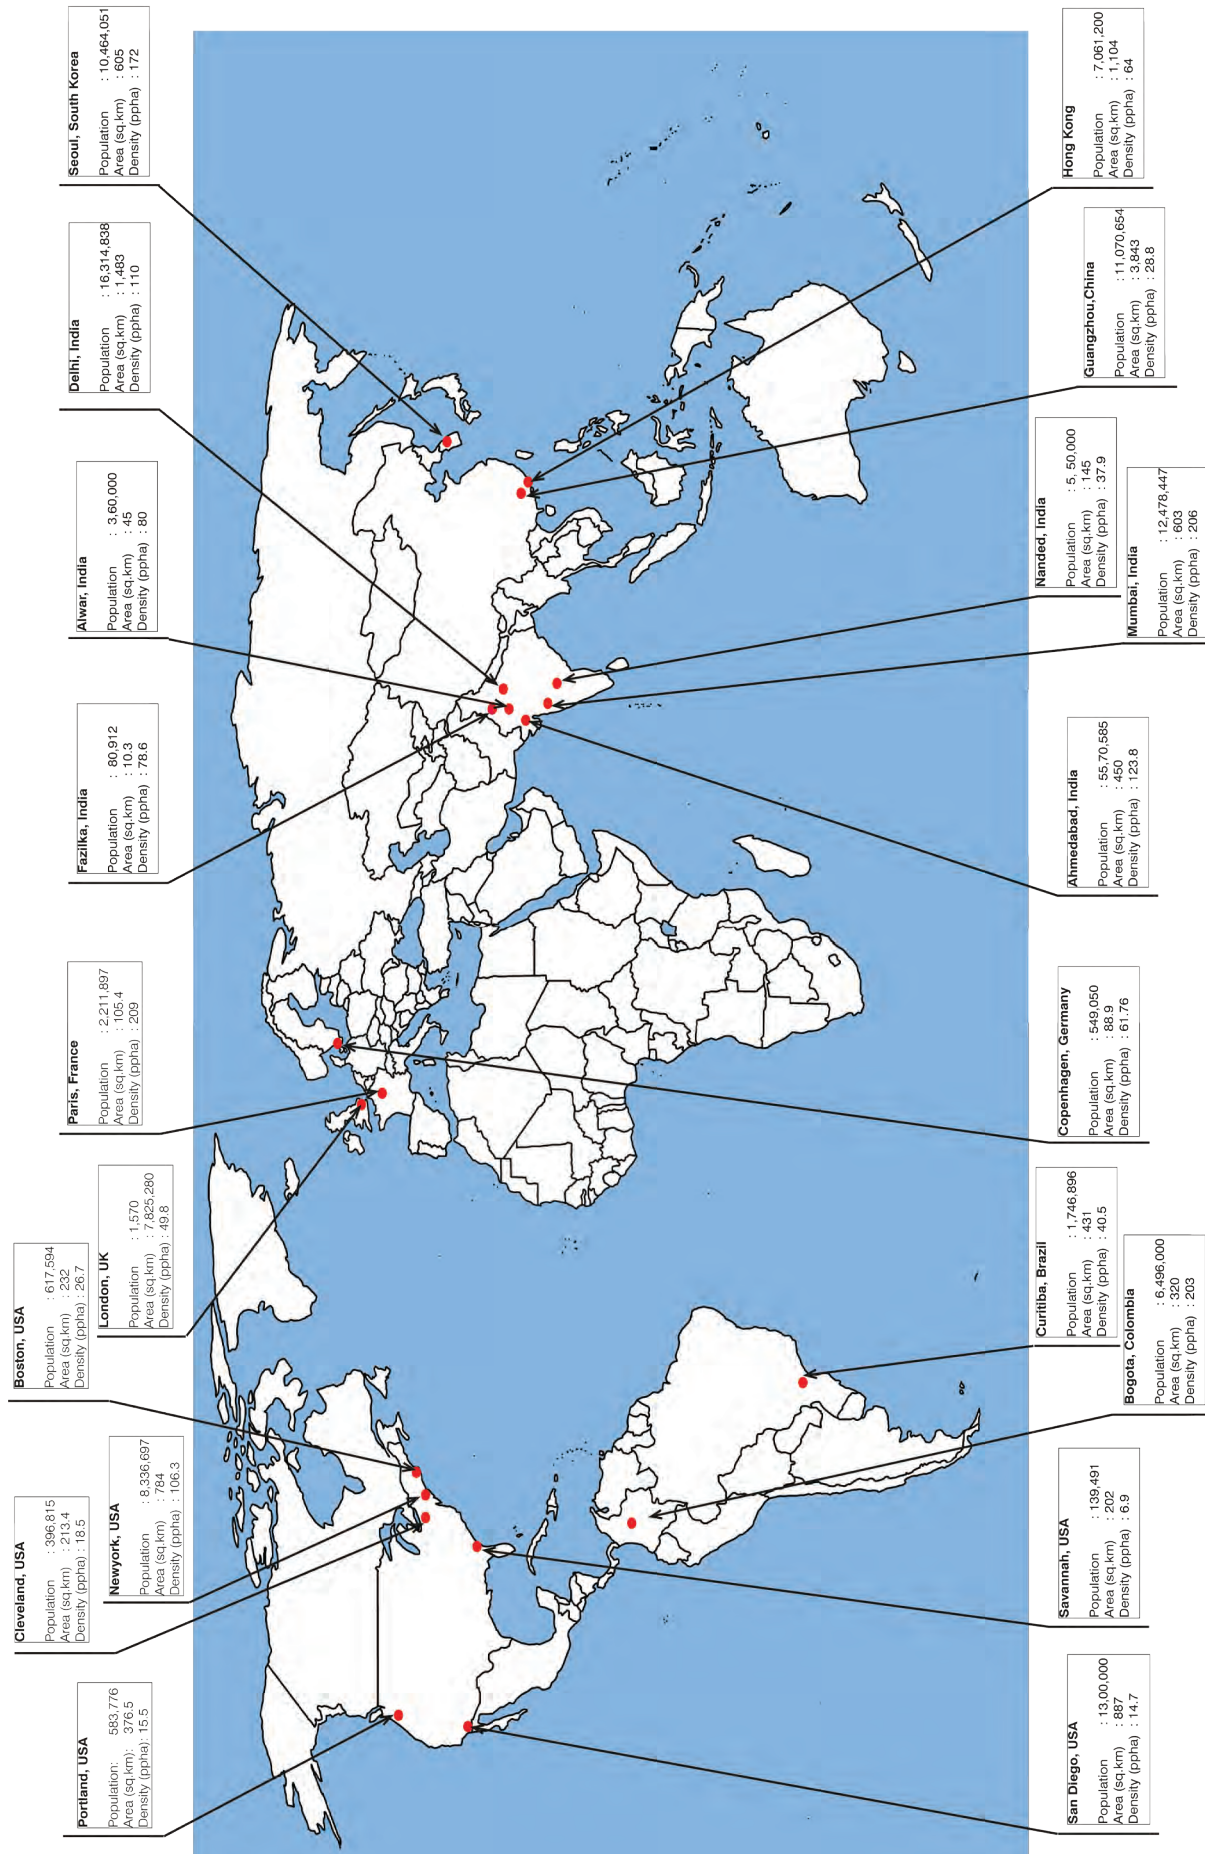 Portland, USA
Population: 583,776
Area (sq.km): 376.5
Density (ppha): 15.5
Cleveland, USA
Population : 396,815
Area (sq.km) : 213.4
Density (ppha) : 18.5
Newyork, USA
Population : 8,336,697
Area (sq.km) : 784
Density (ppha) : 106.3
Boston, USA
Population : 617,594
Area (sq.km) : 232
Density (ppha) : 26.7
London, UK
Population : 1,570
Area (sq.km) : 7,825,280
Density (ppha) : 49.8
Paris, France
Population : 2,211,897
Area (sq.km) : 105.4
Density (ppha) : 209
Fazilka, India
Population : 80,912
Area (sq.km) : 10.3
Density (ppha) : 78.6
Alwar, India
Population : 3,60,000
Area (sq.km) : 45
Density (ppha) : 80
Delhi, India
Population : 16,314,838
Area (sq.km) : 1,483
Density (ppha) : 110
Seoul, South Korea
Population : 10,464,051
Area (sq.km) : 605
Density (ppha) : 172
San Diego, USA
Population : 13,00,000
Area (sq.km) : 887
Density (ppha) : 14.7
Savannah, USA
Population : 139,491
Area (sq.km) : 202
Density (ppha) : 6.9
Bogota, Colombia
Population : 6,496,000
Area (sq.km) : 320
Density (ppha) : 203
Curitiba, Brazil
Population : 1,746,896
Area (sq.km) : 431
Density (ppha) : 40.5
Copenhagen, Germany
Population : 549,050
Area (sq.km) : 88.9
Density (ppha) : 61.76
Ahmedabad, India
Population : 55,70,585
Area (sq.km) : 450
Density (ppha) : 123.8
Mumbai, India
Population : 12,478,447
Area (sq.km) : 603
Density (ppha) : 206
Nanded, India
Population : 5, 50,000
Area (sq.km) : 145
Density (ppha) : 37.9
Guangzhou,China
Population : 11,070,654
Area (sq.km) : 3,843
Density (ppha) : 28.8
Hong Kong
Population : 7,061,200
Area (sq.km) : 1,104
Density (ppha) : 64